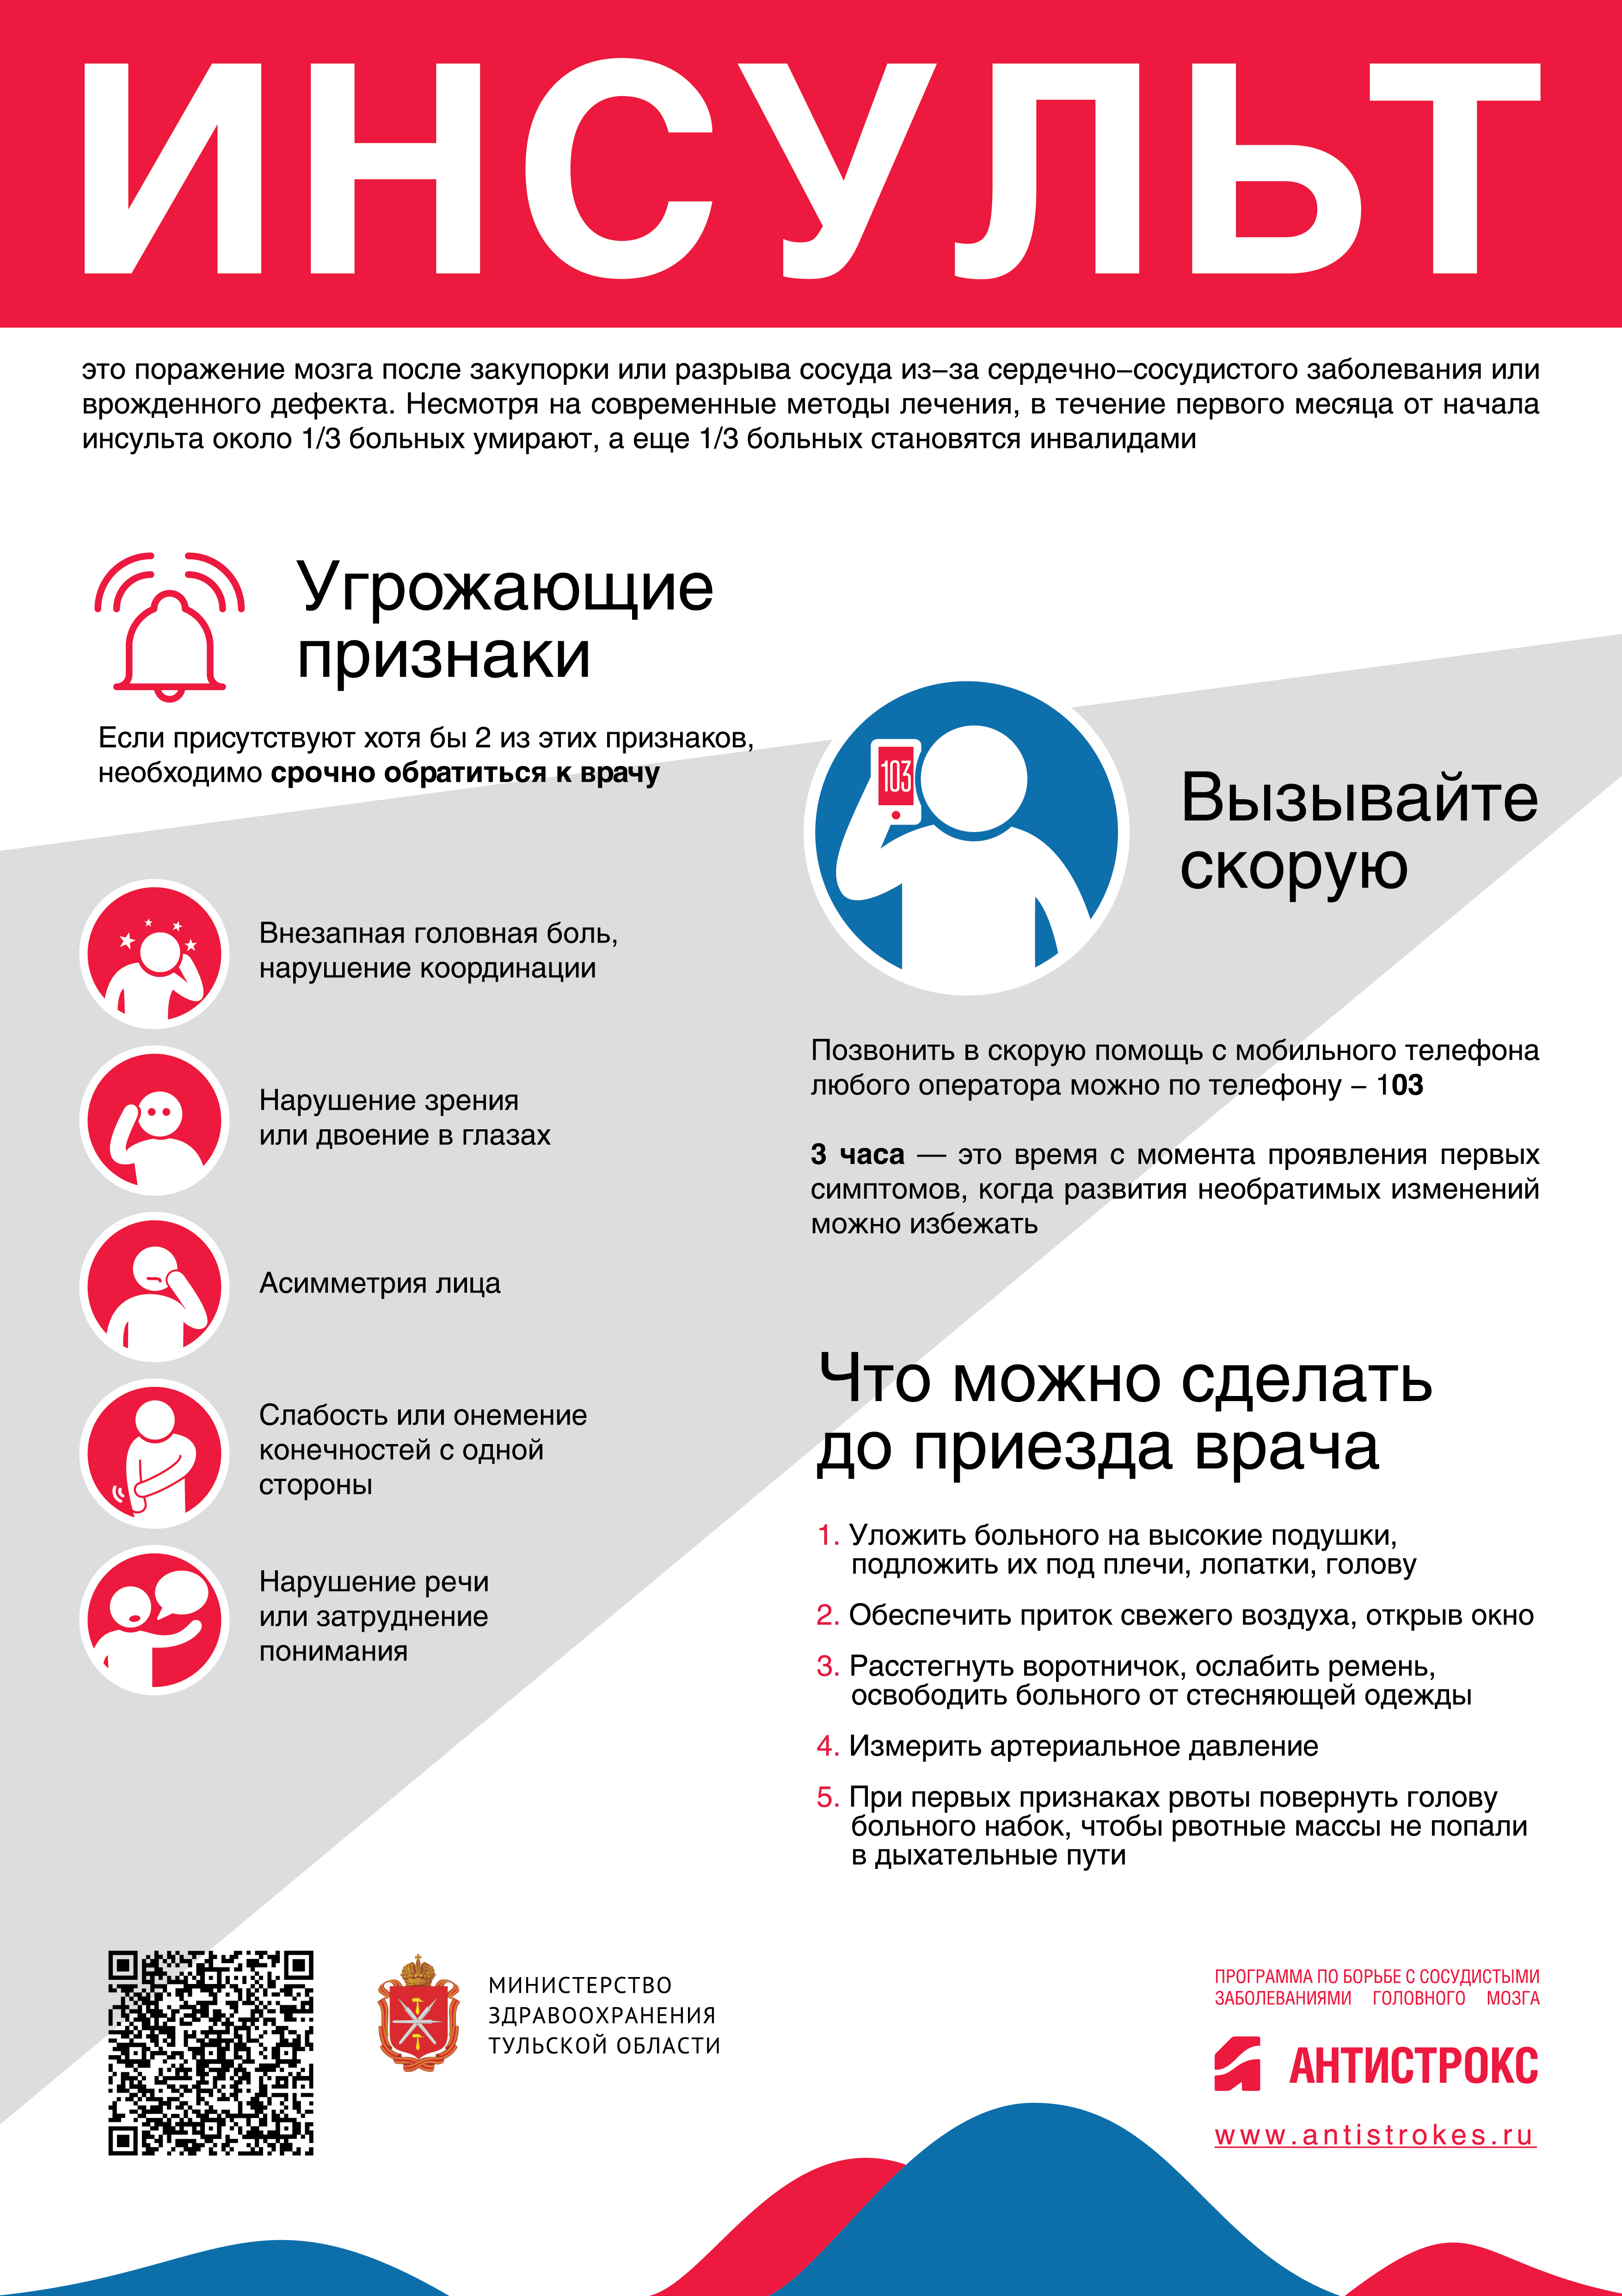 ИНСУЛЬТ
это поражение мозга после закупорки или разрыва сосуда из–за сердечно–сосудистого заболевания или
врожденного дефекта. Несмотря на современные методы лечения, в течение первого месяца от начала
инсульта около 1/3 больных умирают, а еще 1/3 больных становятся инвалидами
Угрожающие
признаки
Если присутствуют хотя бы 2 из этих признаков,
необходимо срочно обратиться к врачу
Внезапная головная боль,
нарушение координации
Нарушение зрения
или двоение в глазах
Асимметрия лица
Слабость или онемение
конечностей с одной
стороны
Нарушение речи
или затруднение
понимания
103
Вызывайте
скорую
Позвонить в скорую помощь с мобильного телефона
любого оператора можно по телефону – 103
3 часа — это время с момента проявления первых
симптомов, когда развития необратимых изменений
можно избежать
Что можно сделать
до приезда врача
1. Уложить больного на высокие подушки,
подложить их под плечи, лопатки, голову
2. Обеспечить приток свежего воздуха, открыв окно
3. Расстегнуть воротничок, ослабить ремень,
освободить больного от стесняющей одежды
4. Измерить артериальное давление
5. При первых признаках рвоты повернуть голову
больного набок, чтобы рвотные массы не попали
в дыхательные пути
МИНИСТЕРСТВО
ЗДРАВООХРАНЕНИЯ
ТУЛЬСКОЙ ОБЛАСТИ
ПРОГРАММА ПО БОРЬБЕ С СОСУДИСТЫМИ
ЗАБОЛЕВАНИЯМИ ГОЛОВНОГО МОЗГА
АНТИСТРОКС
www.antistrokes.ru